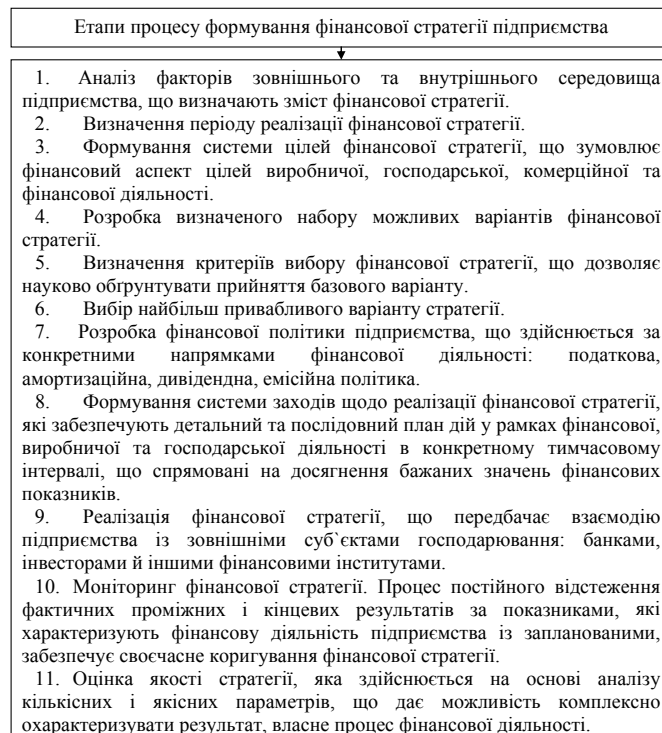 Етапи процесу формування фінансової стратегії підприємства
1. Аналіз факторів зовнішнього та внутрішнього середовища
підприємства, що визначають зміст фінансової стратегії.
2. Визначення періоду реалізації фінансової стратегії.
3. Формування системи цілей фінансової стратегії, що зумовлює
фінансовий аспект цілей виробничої, господарської, комерційної та
фінансової діяльності.
4. Розробка визначеного набору можливих варіантів фінансової
стратегії.
5. Визначення критеріїв вибору фінансової стратегії, що дозволяє
науково обґрунтувати прийняття базового варіанту.
6. Вибір найбільш привабливого варіанту стратегії.
7. Розробка фінансової політики підприємства, що здійснюється за
конкретними напрямками фінансової діяльності: податкова,
амортизаційна, дивідендна, емісійна політика.
8. Формування системи заходів щодо реалізації фінансової стратегії,
які забезпечують детальний та послідовний план дій у рамках фінансової,
виробничої та господарської діяльності в конкретному тимчасовому
інтервалі, що спрямовані на досягнення бажаних значень фінансових
показників.
9. Реалізація фінансової стратегії, що передбачає взаємодію
підприємства із зовнішніми суб`єктами господарювання: банками,
інвесторами й іншими фінансовими інститутами.
10. Моніторинг фінансової стратегії. Процес постійного відстеження
фактичних проміжних і кінцевих результатів за показниками, які
характеризують фінансову діяльність підприємства із запланованими,
забезпечує своєчасне коригування фінансової стратегії.
11. Оцінка якості стратегії, яка здійснюється на основі аналізу
кількісних і якісних параметрів, що дає можливість комплексно
охарактеризувати результат, власне процес фінансової діяльності.